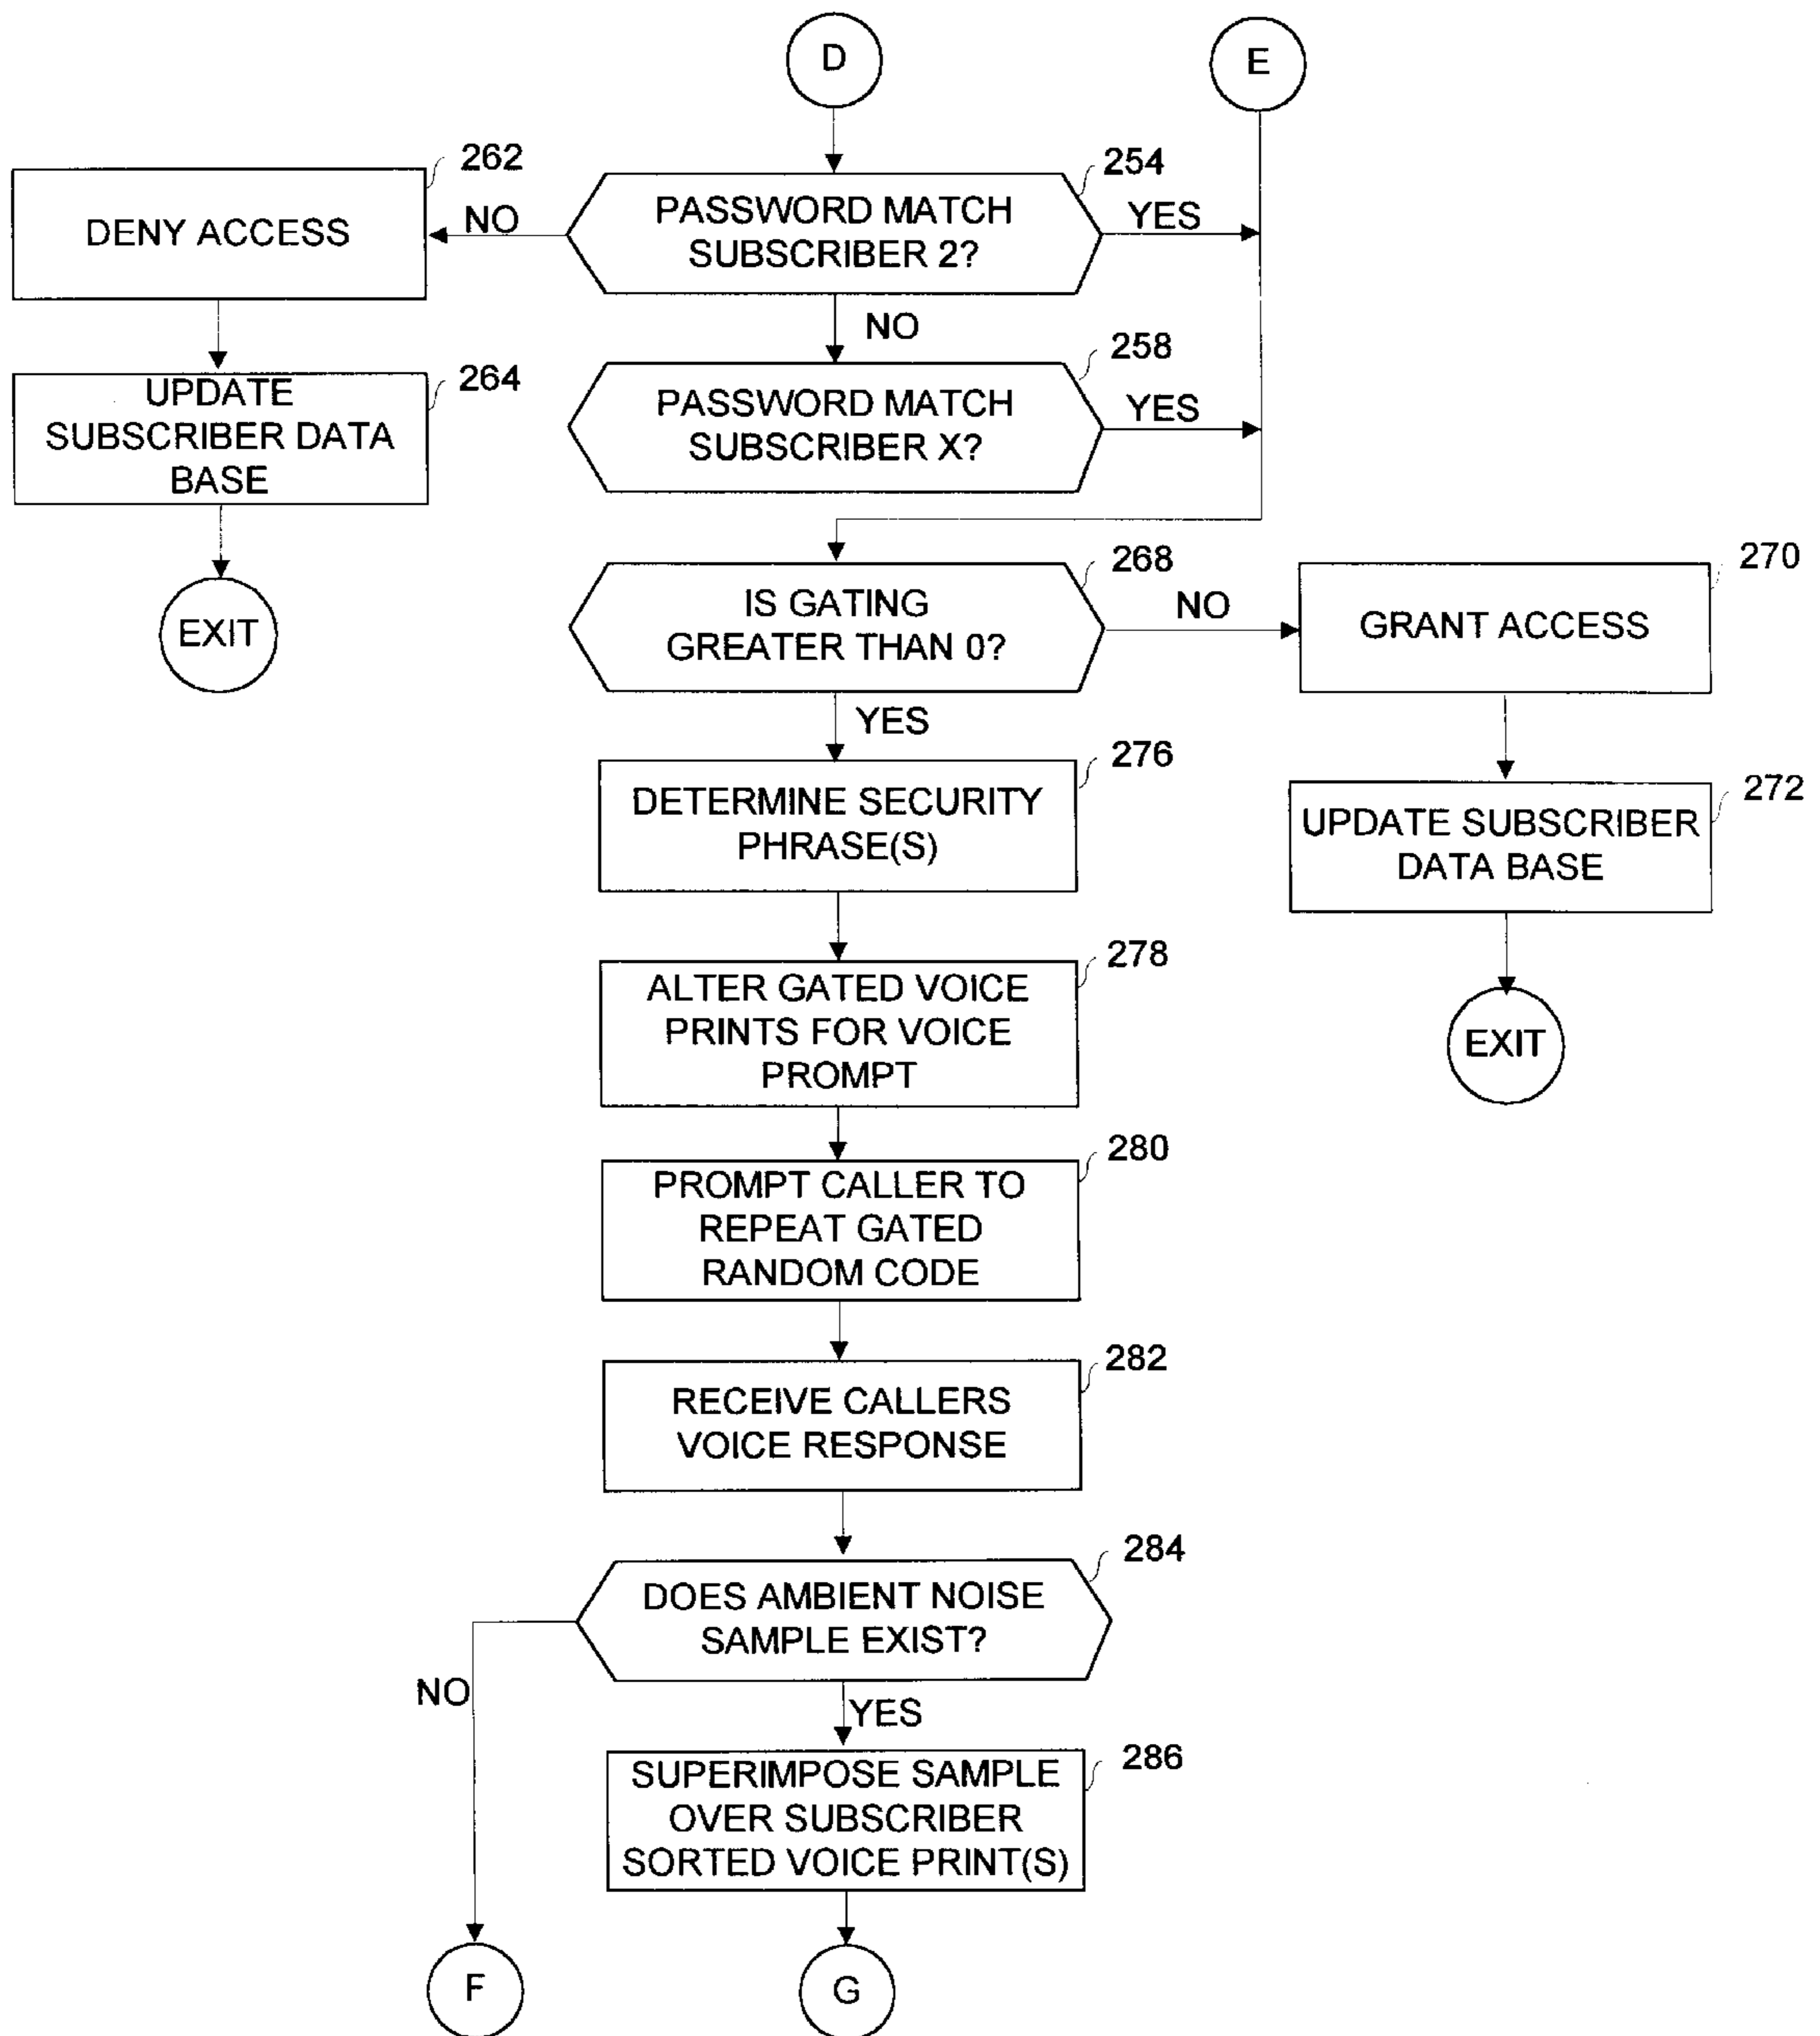 D
E
262
DENY ACCESS
NO
254
PASSWORD MATCH
SUBSCRIBER 2?
YES
NO
264
UPDATE
SUBSCRIBER DATA
BASE
258
PASSWORD MATCH
SUBSCRIBER X?
YES
EXIT
268
IS GATING
GREATER THAN 0?
NO
270
GRANT ACCESS
YES
276
DETERMINE SECURITY
PHRASE(S)
272
UPDATE SUBSCRIBER
DATA BASE
278
ALTER GATED VOICE
PRINTS FOR VOICE
PROMPT
EXIT
280
PROMPT CALLER TO
REPEAT GATED
RANDOM CODE
282
RECEIVE CALLERS
VOICE RESPONSE
284
DOES AMBIENT NOISE
SAMPLE EXIST?
NO
YES
286
SUPERIMPOSE SAMPLE
OVER SUBSCRIBER
SORTED VOICE PRINT(S)
F
G